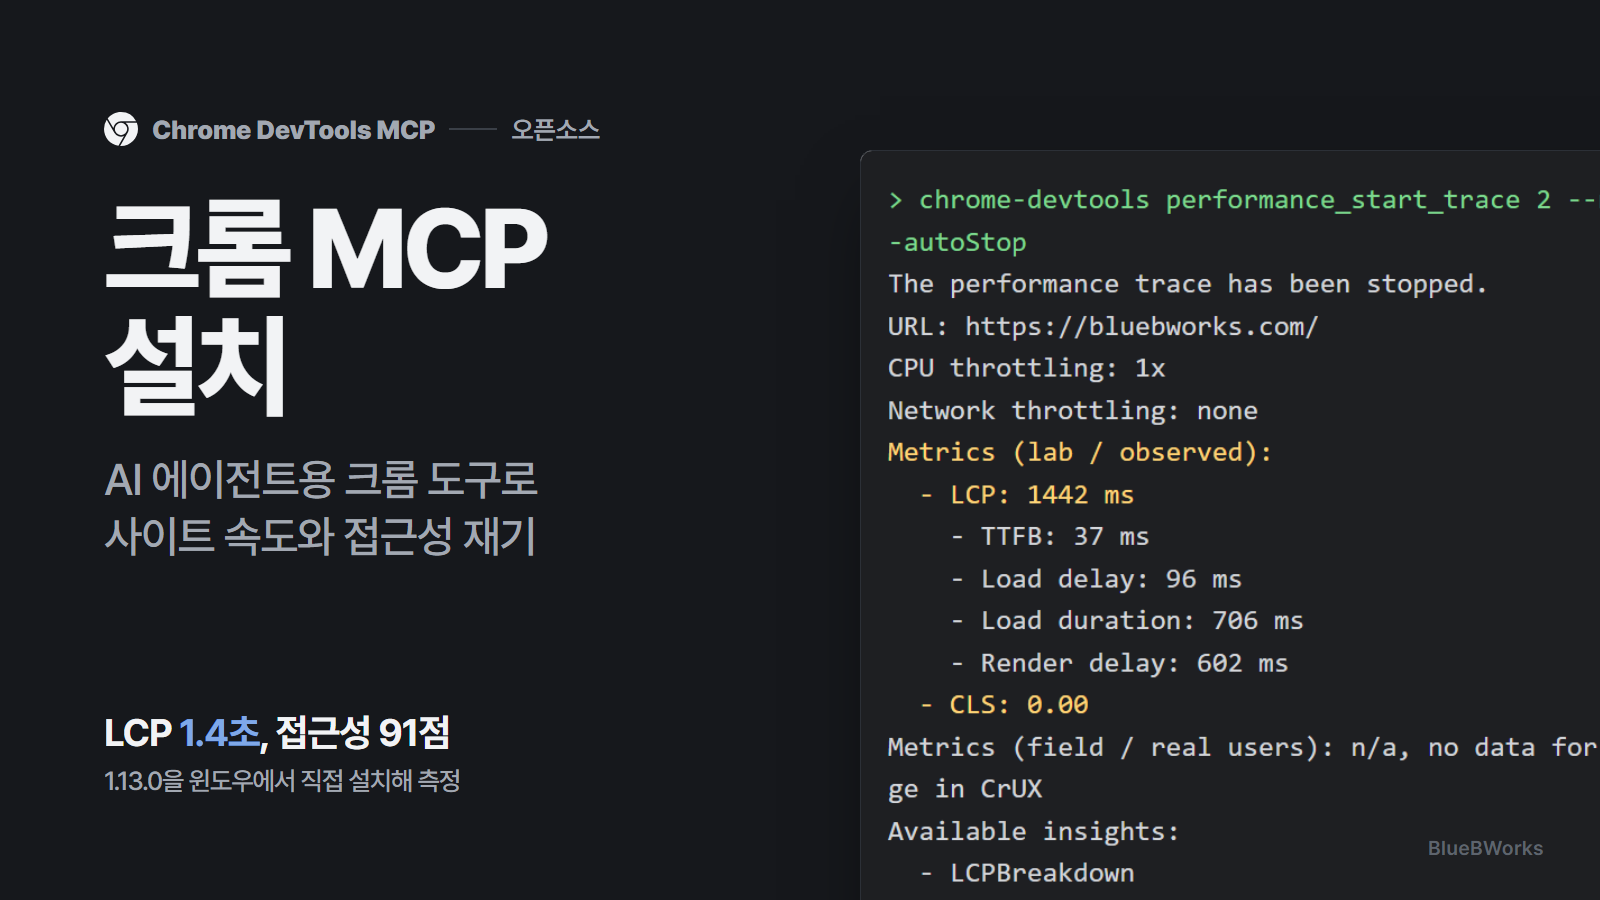 Chrome DevTools MCP — 오픈소스
크롬 MCP
설치
AI 에이전트용 크롬 도구로
사이트 속도와 접근성 재기
LCP 1.4초, 접근성 91점
1.13.0을 윈도우에서 직접 설치해 측정
> chrome-devtools performance_start_trace 2 --
-autoStop
The performance trace has been stopped.
URL: https://bluebworks.com/
CPU throttling: 1x
Network throttling: none
Metrics (lab / observed):
- LCP: 1442 ms
- TTFB: 37 ms
- Load delay: 96 ms
- Load duration: 706 ms
- Render delay: 602 ms
- CLS: 0.00
Metrics (field / real users): n/a, no data for
ge in CrUX
Available insights:
- LCPBreakdown
BlueBWorks